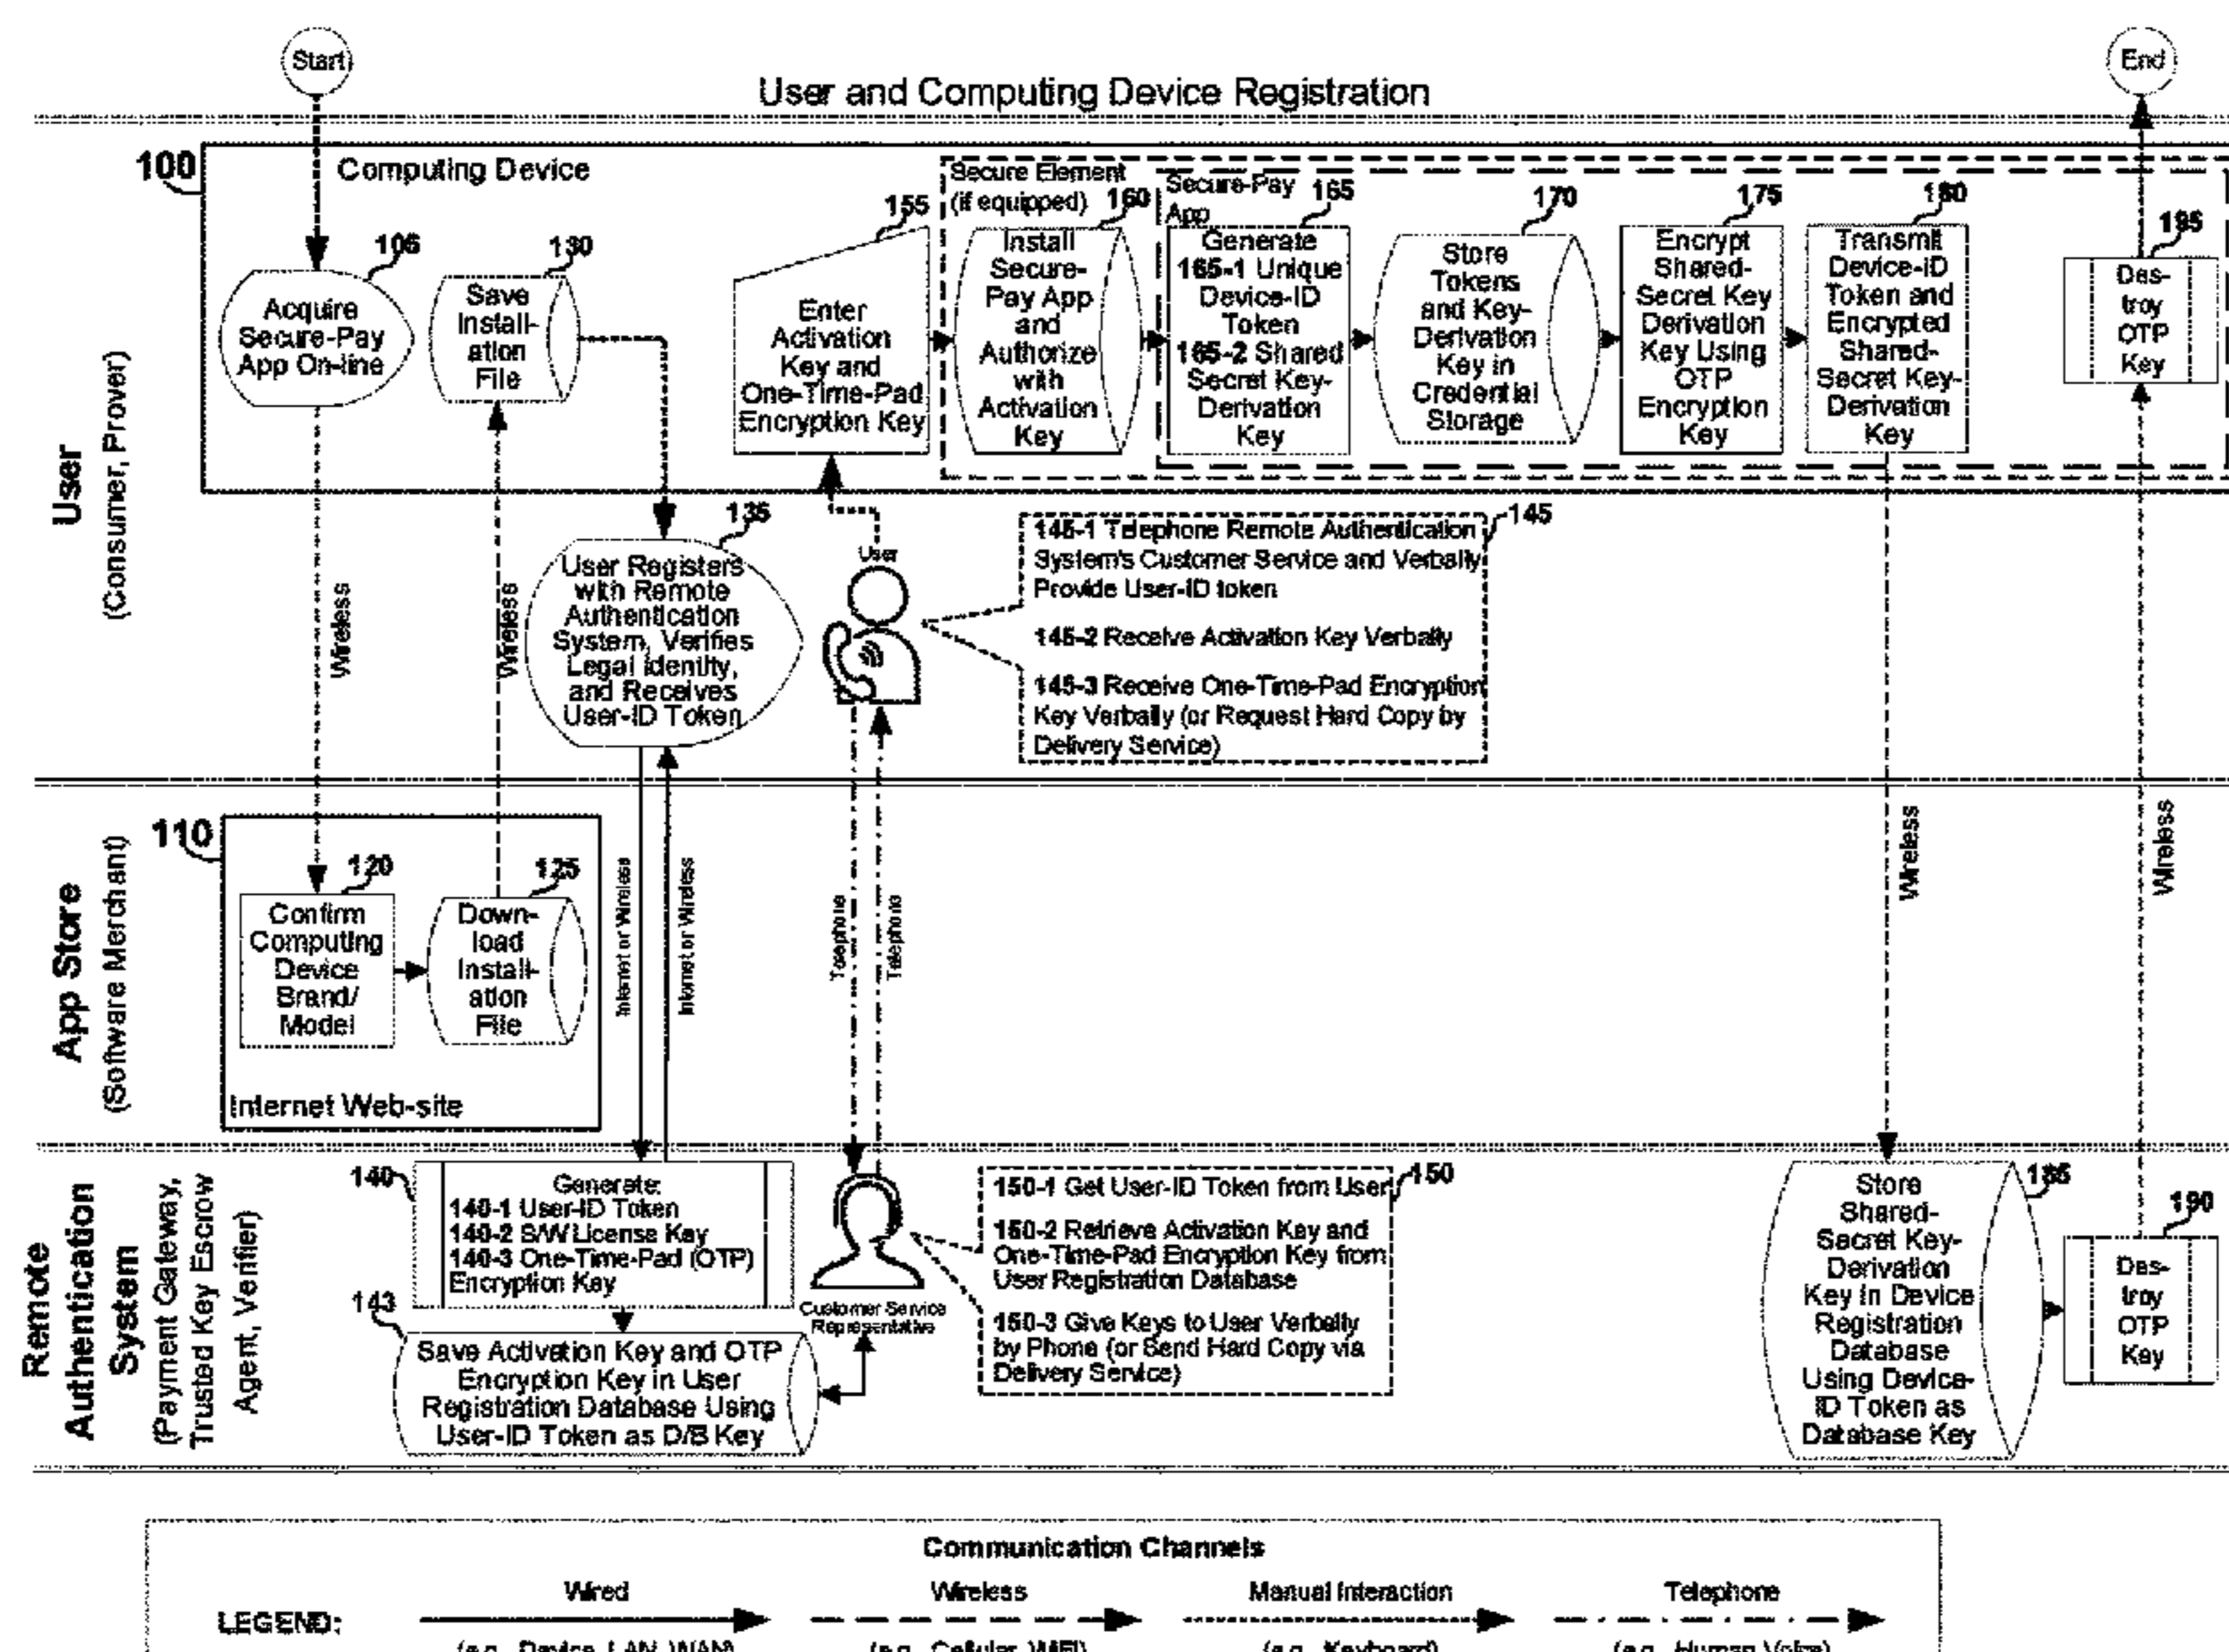 Start
End
User and Computing Device Registration
100
Computing Device
Secure Element
(if equipped)
Secure-Pay
App
105
Acquire
Secure-Pay
App On-line
130
Save
Install-
ation
File
155
Enter
Activation
Key and
One-Time-Pad
Encryption Key
160
Install
Secure-
Pay App
and
Authorize
with
Activation
Key
165
Generate
165-1 Unique
Device-ID
Token
165-2 Shared
Secret Key-
Derivation
Key
170
Store
Tokens
and Key-
Derivation
Key in
Credential
Storage
175
Encrypt
Shared-
Secret Key
Derivation
Key Using
OTP
Encryption
Key
180
Transmit
Device-ID
Token and
Encrypted
Shared-
Secret Key-
Derivation
Key
195
Des-
troy
OTP
Key
User
(Consumer, Prover)
Wireless
Wireless
135
User Registers
with Remote
Authentication
System, Verifies
Legal Identity,
and Receives
User-ID Token
User
145
145-1 Telephone Remote Authentication
System's Customer Service and Verbally
Provide User-ID token
145-2 Receive Activation Key Verbally
145-3 Receive One-Time-Pad Encryption
Key Verbally (or Request Hard Copy by
Delivery Service)
App Store
(Software Merchant)
110
120
Confirm
Computing
Device
Brand/
Model
125
Down-
load
Install-
ation
File
Internet Web-site
Internet or Wireless
Internet or Wireless
Telephone
Telephone
Wireless
Wireless
Remote
Authentication
System
(Payment Gateway,
Trusted Key Escrow
Agent, Verifier)
140
Generate:
140-1 User-ID Token
140-2 S/W License Key
140-3 One-Time-Pad (OTP)
Encryption Key
143
Save Activation Key and OTP
Encryption Key in User
Registration Database Using
User-ID Token as D/B Key
Customer Service
Representative
150
150-1 Get User-ID Token from User
150-2 Retrieve Activation Key and
One-Time-Pad Encryption Key from
User Registration Database
150-3 Give Keys to User Verbally
by Phone (or Send Hard Copy via
Delivery Service)
185
Store
Shared-
Secret Key-
Derivation
Key in Device
Registration
Database
Using Device-
ID Token as
Database Key
190
Des-
troy
OTP
Key
Communication Channels
LEGEND:
Wired
Wireless
Manual Interaction
Telephone
(e.g., Device, LAN, WAN)
(e.g., Cellular, WiFi)
(e.g., Keyboard)
(e.g., Human Voice)